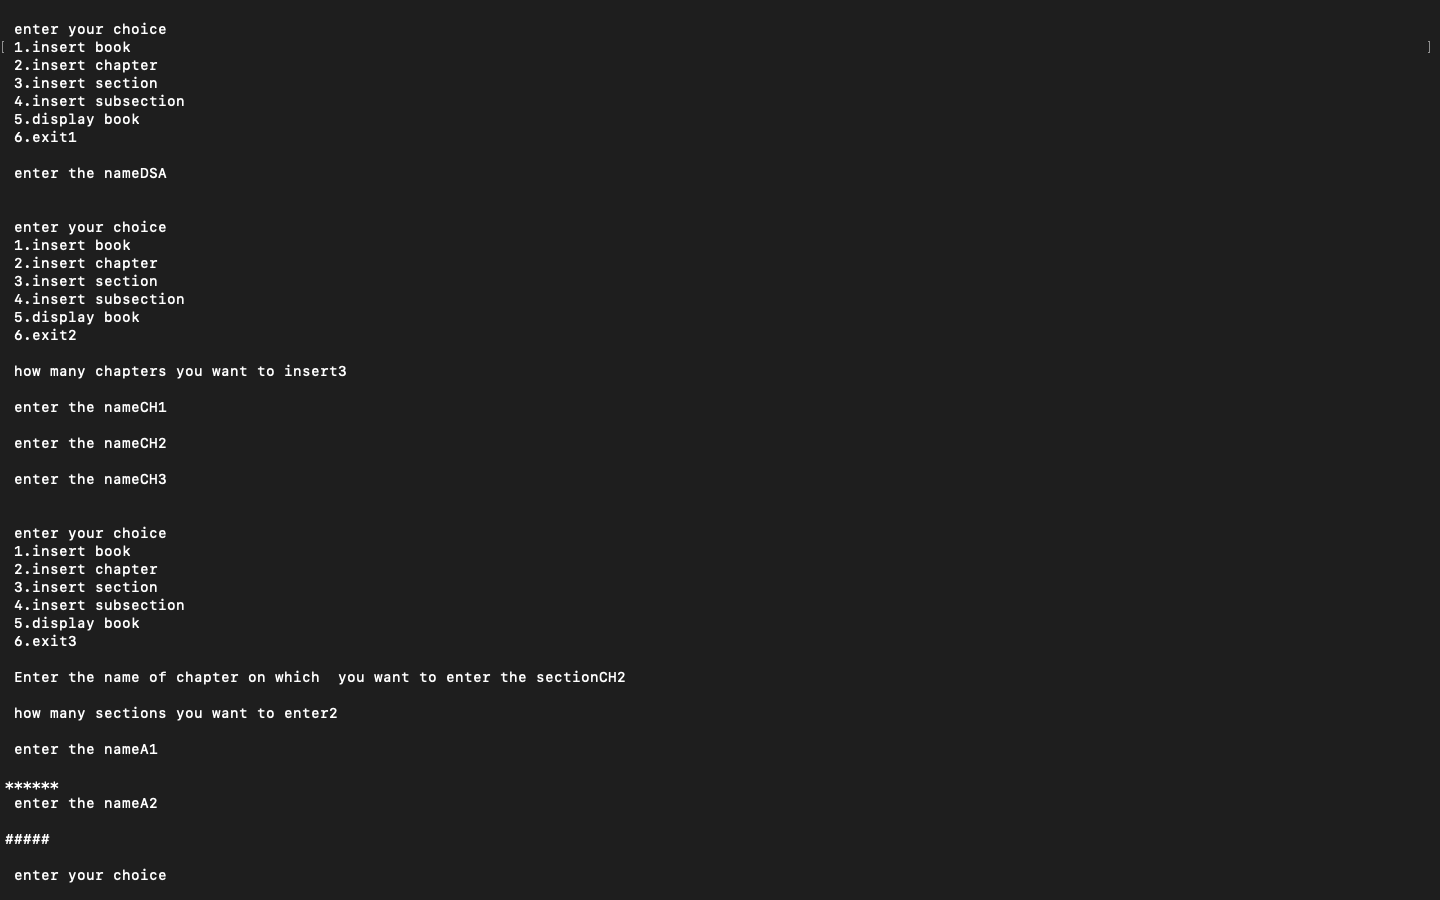 enter your choice
[ 1.insert book ]
2.insert chapter
3.insert section
4.insert subsection
5.display book
6.exit1
enter the nameDSA
enter your choice
1.insert book
2.insert chapter
3.insert section
4.insert subsection
5.display book
6.exit2
how many chapters you want to insert3
enter the nameCH1
enter the nameCH2
enter the nameCH3
enter your choice
1.insert book
2.insert chapter
3.insert section
4.insert subsection
5.display book
6.exit3
Enter the name of chapter on which  you want to enter the sectionCH2
how many sections you want to enter2
enter the nameA1
******
enter the nameA2
#####
enter your choice